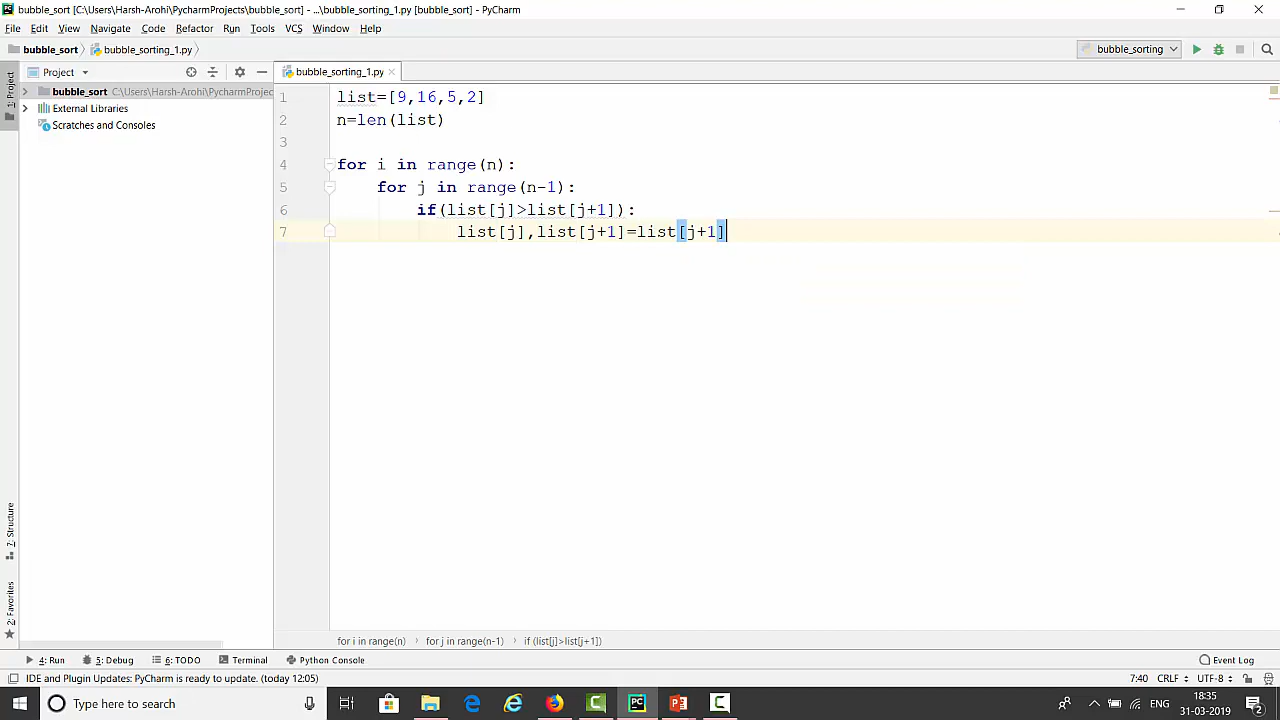 bubble_sort [C:\Users\Harsh-Arohi\PycharmProjects\bubble_sort] - ...\bubble_sorting_1.py [bubble_sort] - PyCharm
File Edit View Navigate Code Refactor Run Tools VCS Window Help
bubble_sort bubble_sorting_1.py bubble_sorting
1: Project
Project bubble_sorting_1.py
bubble_sort C:\Users\Harsh-Arohi\PycharmProjec
External Libraries
Scratches and Consoles
1 list=[9,16,5,2]
2 n=len(list)
3
4 for i in range(n):
5 for j in range(n-1):
6 if(list[j]>list[j+1]):
7 list[j],list[j+1]=list[j+1]
7: Structure
2: Favorites
for i in range(n) for j in range(n-1) if (list[j]>list[j+1])
4: Run 5: Debug 6: TODO Terminal Python Console Event Log
IDE and Plugin Updates: PyCharm is ready to update. (today 12:05) 7:40 CRLF UTF-8
Type here to search PC ENG 18:35
31-03-2019 2